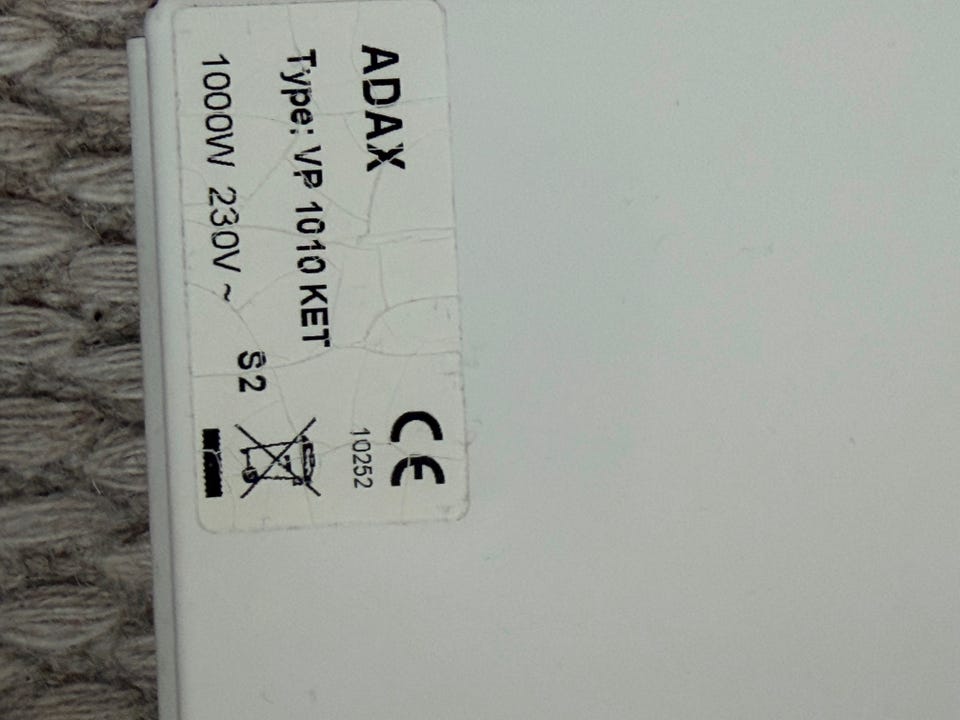 ADAX
Type: VP 1010 KET
1000W 230V ~ S2
CE
10252